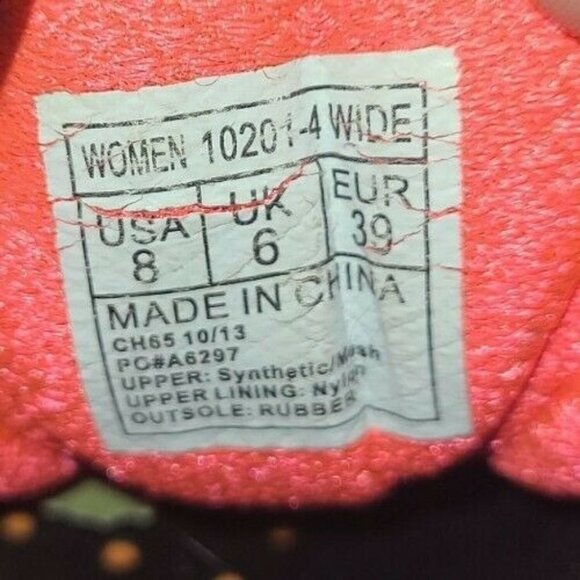 WOMEN 10201-4 WIDE
USA UK EUR
8 6 39
MADE IN CHINA
CH65 10/13
PO#A6297
UPPER: Synthetic/Mesh
UPPER LINING: Nylon
OUTSOLE: RUBBER